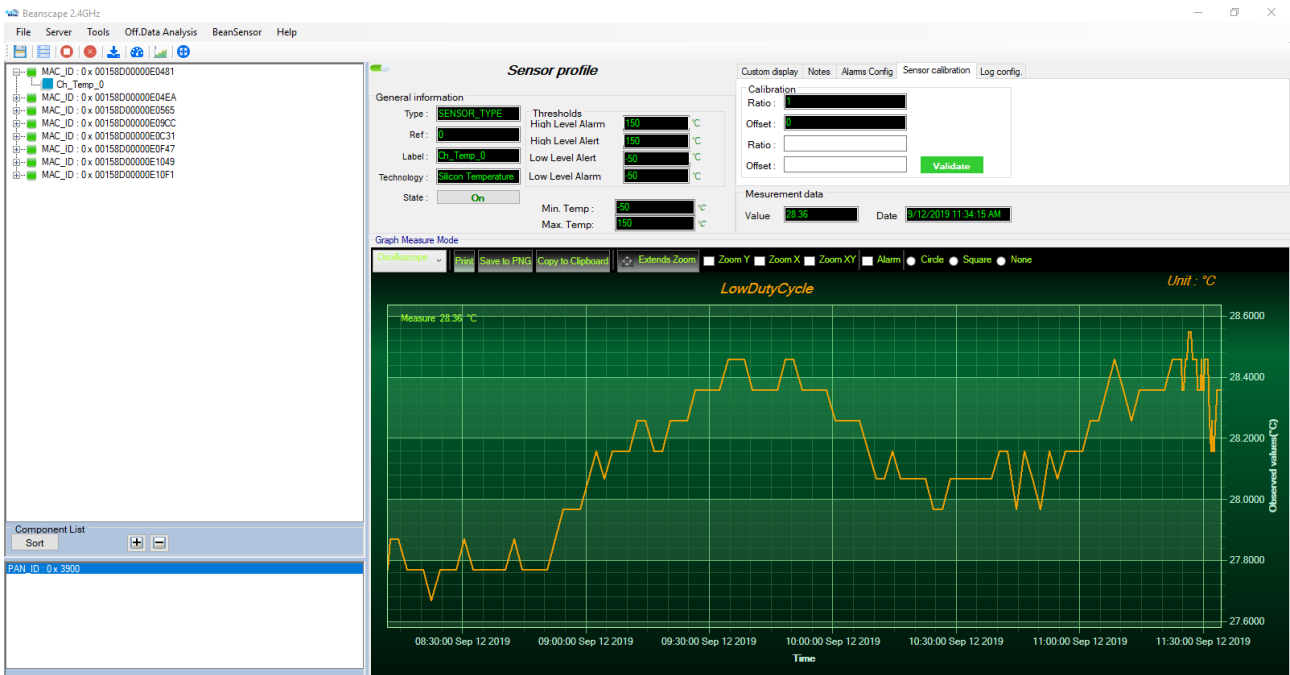 Beanscape 2.4GHz
File Server Tools Off.Data Analysis BeanSensor Help
MAC_ID : 0 x 00158D00000E0481
Ch_Temp_0
MAC_ID : 0 x 00158D00000E04EA
MAC_ID : 0 x 00158D00000E0565
MAC_ID : 0 x 00158D00000E09CC
MAC_ID : 0 x 00158D00000E0C31
MAC_ID : 0 x 00158D00000E0F47
MAC_ID : 0 x 00158D00000E1049
MAC_ID : 0 x 00158D00000E10F1
Component List
Sort
PAN_ID : 0 x 3900
Sensor profile
General information
Type : SENSOR_TYPE
Ref : 0
Label : Ch_Temp_0
Technology : Silicon Temperature
State : On
Thresholds
High Level Alarm 150 °C
High Level Alert 150 °C
Low Level Alert -50 °C
Low Level Alarm -50 °C
Min. Temp : -50 °C
Max. Temp: 150 °C
Custom display Notes Alarms Config Sensor calibration Log config.
Calibration
Ratio : 1
Offset : 0
Ratio :
Offset : Validate
Mesurement data
Value 28.36 Date 9/12/2019 11:34:15 AM
Graph Measure Mode
Oscilloscope Print Save to PNG Copy to Clipboard Extends Zoom Zoom Y Zoom X Zoom XY Alarm Circle Square None
LowDutyCycle
Unit : °C
Measure 28.36 °C
28.6000
28.4000
28.2000
28.0000
27.8000
27.6000
Observed values(°C)
08:30:00 Sep 12 2019 09:00:00 Sep 12 2019 09:30:00 Sep 12 2019 10:00:00 Sep 12 2019 10:30:00 Sep 12 2019 11:00:00 Sep 12 2019 11:30:00 Sep 12 2019
Time